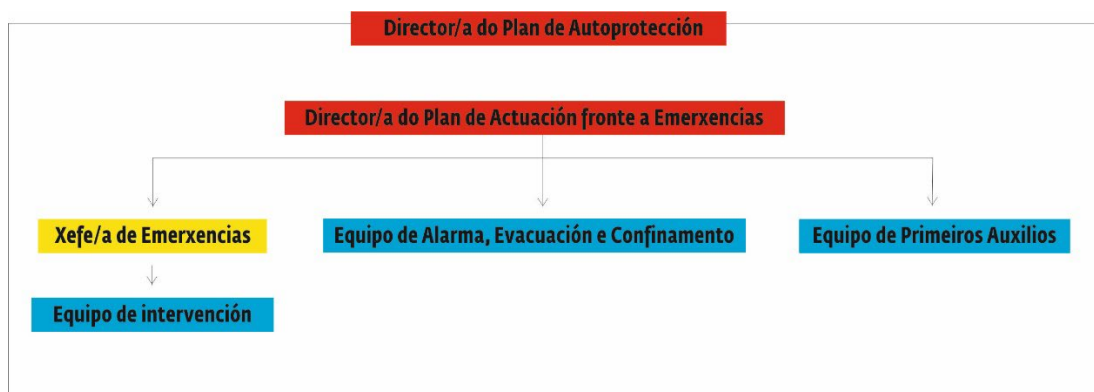 Director/a do Plan de Autoprotección
Director/a do Plan de Actuación fronte a Emerxencias
Xefe/a de Emerxencias
Equipo de Alarma, Evacuación e Confinamento
Equipo de Primeiros Auxilios
Equipo de intervención